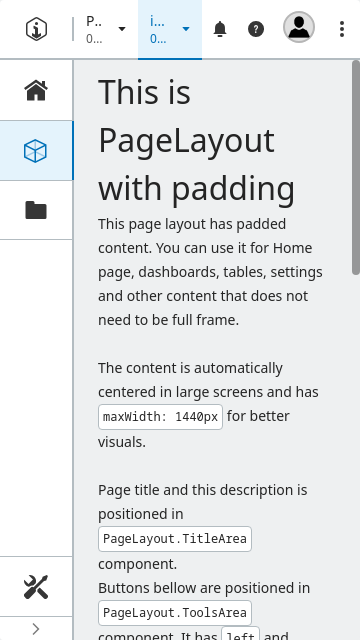 P...
0...
i...
0...
This is
PageLayout
with padding
This page layout has padded
content. You can use it for Home
page, dashboards, tables, settings
and other content that does not
need to be full frame.
The content is automatically
centered in large screens and has
maxWidth: 1440px for better
visuals.
Page title and this description is
positioned in
PageLayout.TitleArea
component.
Buttons bellow are positioned in
PageLayout.ToolsArea
component. It has left and